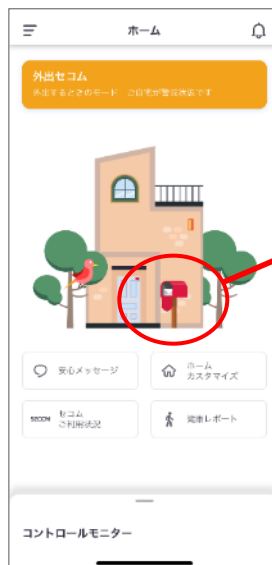 ホーム
外出セコム
外出するときのモード ご自宅が警戒状態です
安心メッセージ
ホーム
カスタマイズ
SECOM
セコム
ご利用状況
健康レポート
コントロールモニター